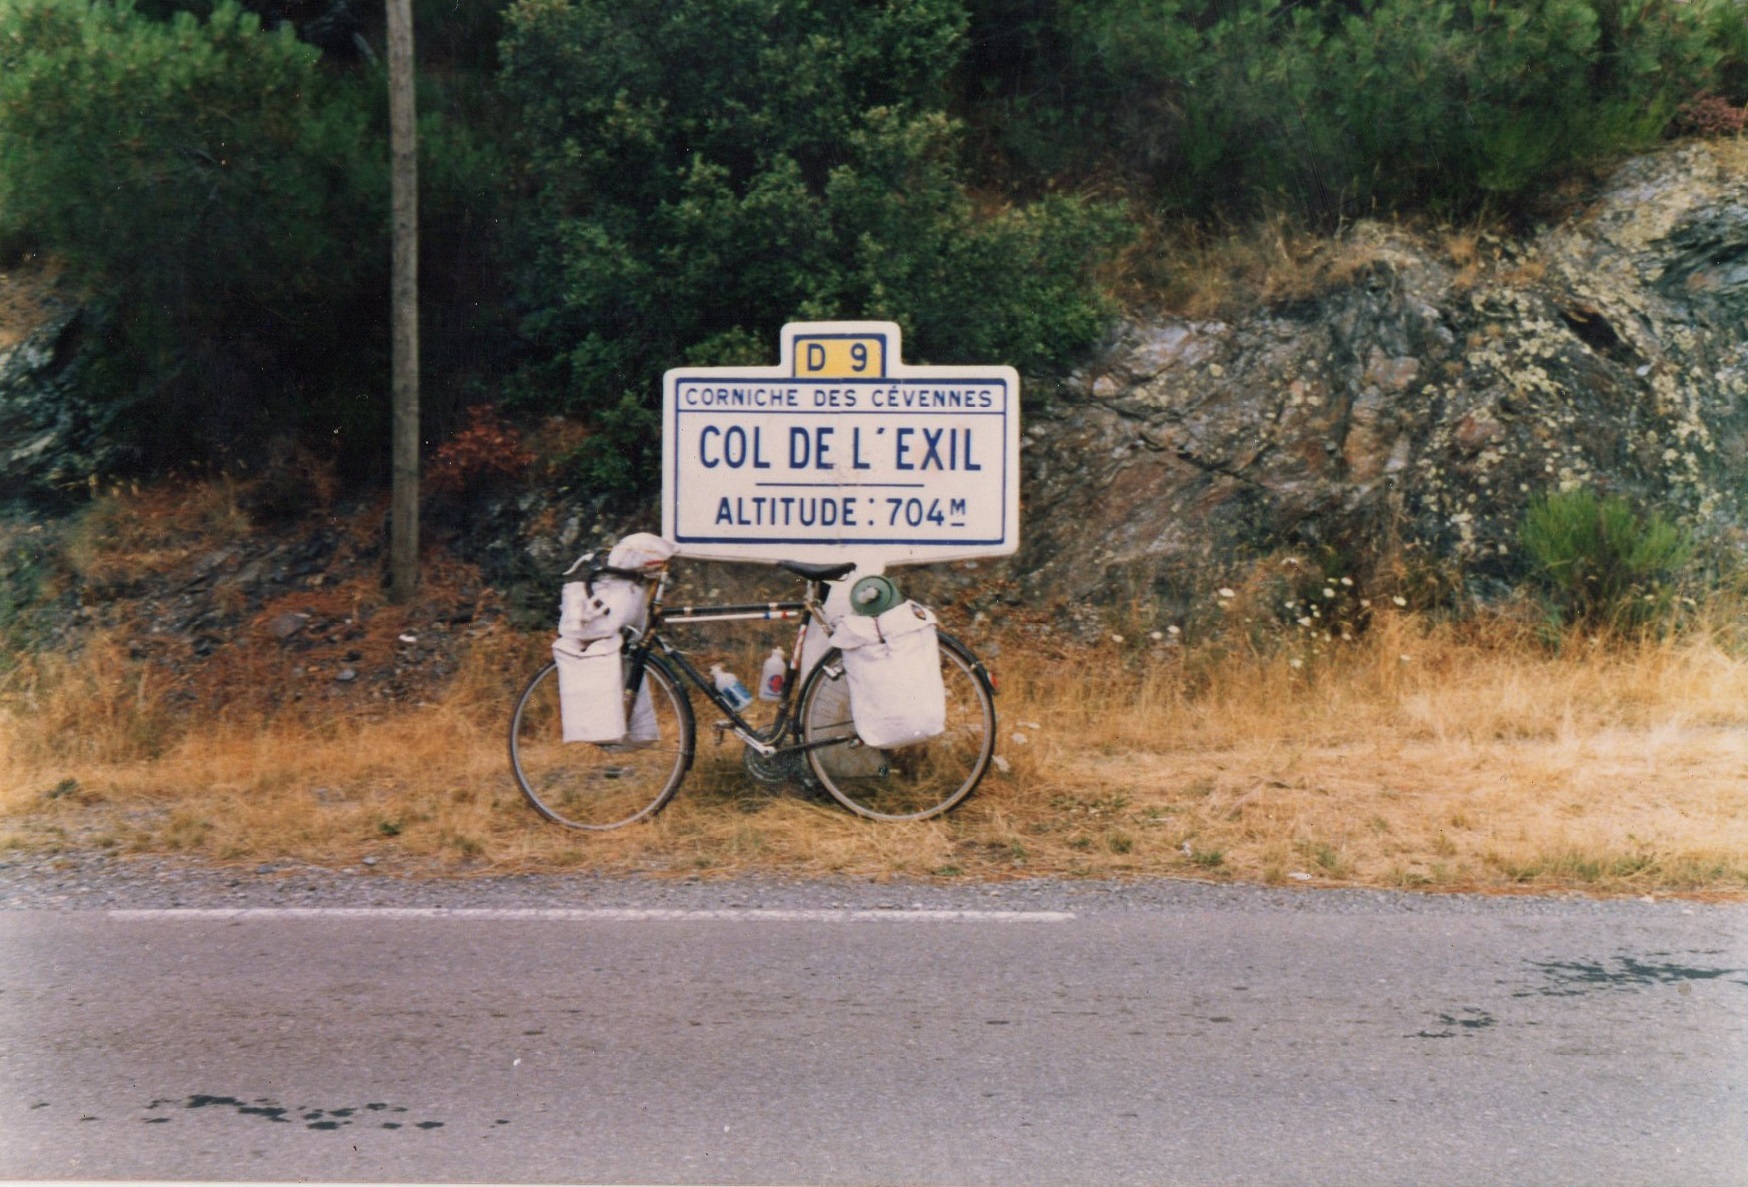 D 9
CORNICHE DES CÉVENNES
COL DE L'EXIL
ALTITUDE : 704M